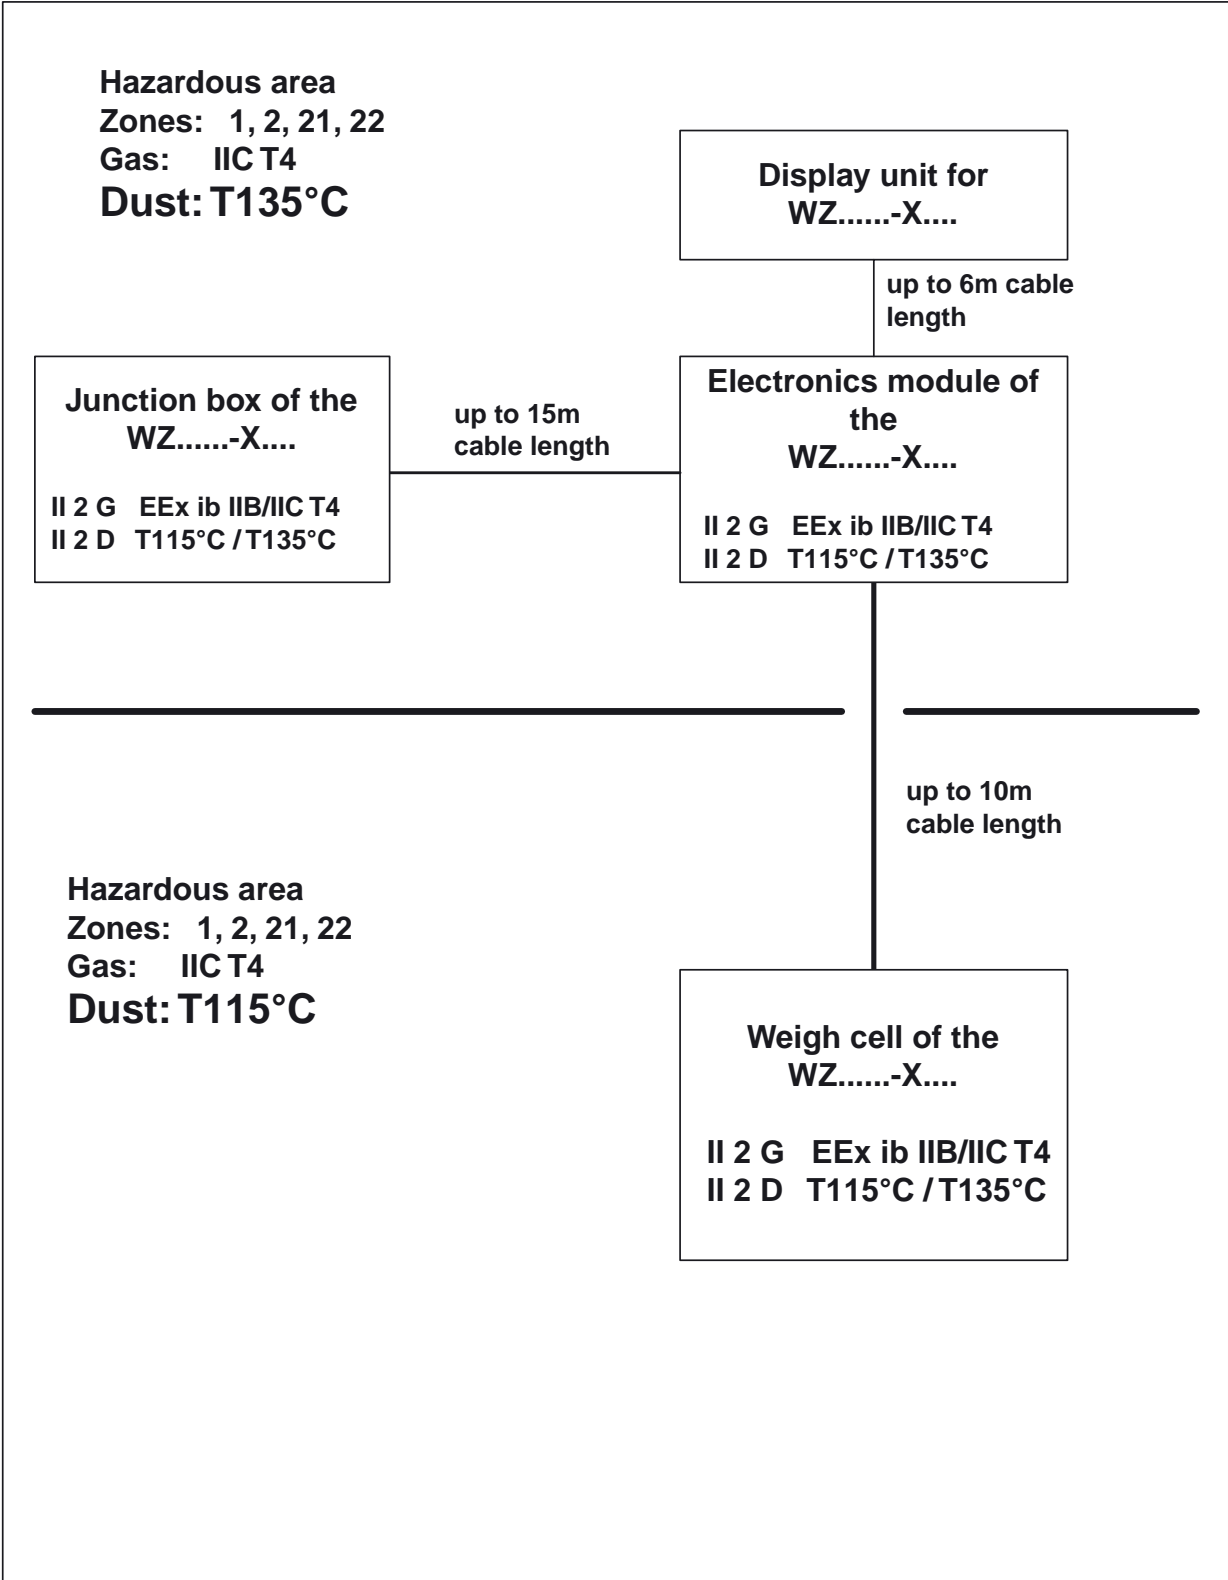 Hazardous area
Zones: 1, 2, 21, 22
Gas: IIC T4
Dust: T135°C
Display unit for
WZ......-X....
up to 6m cable
length
Junction box of the
WZ......-X....
II 2 G EEx ib IIB/IIC T4
II 2 D T115°C / T135°C
up to 15m
cable length
Electronics module of
the
WZ......-X....
II 2 G EEx ib IIB/IIC T4
II 2 D T115°C / T135°C
up to 10m
cable length
Hazardous area
Zones: 1, 2, 21, 22
Gas: IIC T4
Dust: T115°C
Weigh cell of the
WZ......-X....
II 2 G EEx ib IIB/IIC T4
II 2 D T115°C / T135°C